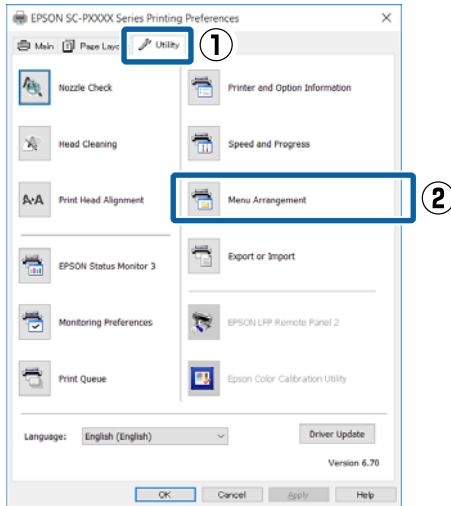 EPSON SC-PXXXX Series Printing Preferences
Main
Page Layc
Utility
1
Nozzle Check
Printer and Option Information
Head Cleaning
Speed and Progress
A·A
Print Head Alignment
Menu Arrangement
2
EPSON Status Monitor 3
Export or Import
Monitoring Preferences
EPSON LFP Remote Panel 2
Print Queue
Epson Color Calibration Utility
Language:
English (English)
Driver Update
Version 6.70
OK
Cancel
Apply
Help